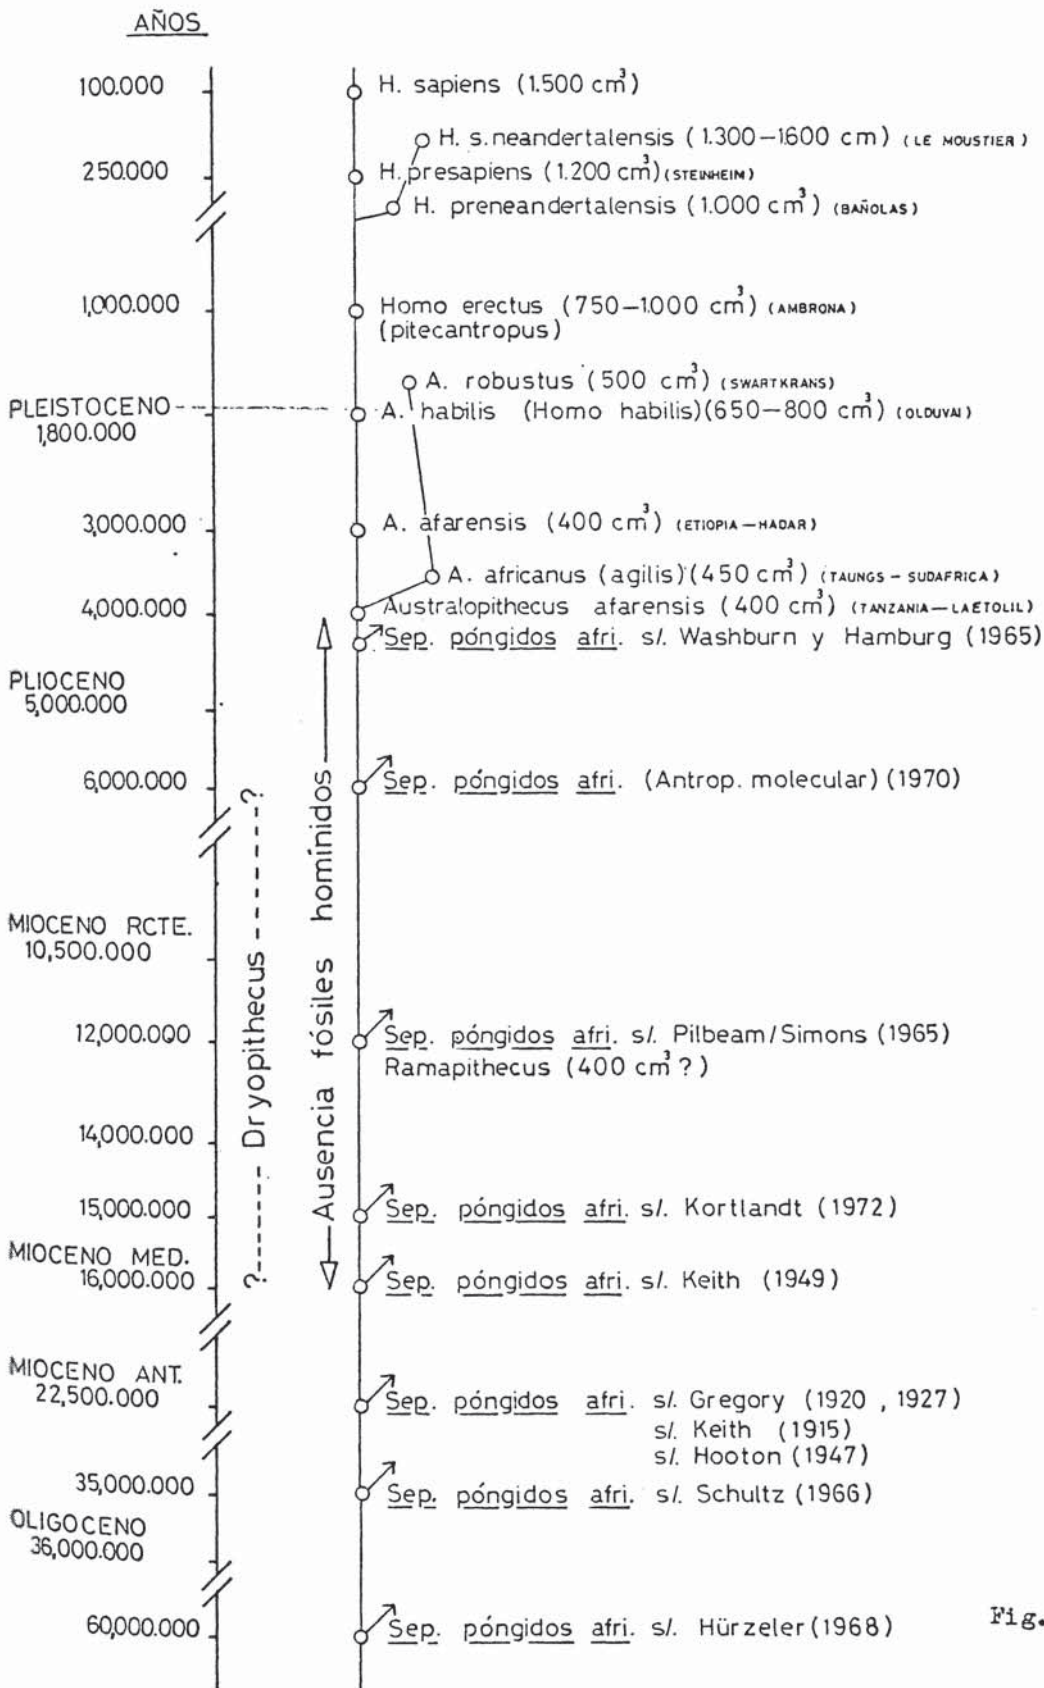 AÑOS
100.000
H. sapiens (1.500 cm³)
H. s.neandertalensis (1.300-1600 cm) (LE MOUSTIER)
250.000
H. presapiens (1.200 cm³) (STEINHEIM)
H. preneandertalensis (1.000 cm³) (BAÑOLAS)
1,000.000
Homo erectus (750-1.000 cm³) (AMBRONA)
(pitecantropus)
A. robustus (500 cm³) (SWARTKRANS)
PLEISTOCENO
1,800.000
A. habilis (Homo habilis) (650-800 cm³) (OLDUVAI)
3,000.000
A. afarensis (400 cm³) (ETIOPIA-HADAR)
A. africanus (agilis) (450 cm³) (TAUNGS - SUDAFRICA)
4,000.000
Australopithecus afarensis (400 cm³) (TANZANIA-LAETOLIL)
Sep. póngidos afri. s/. Washburn y Hamburg (1965)
PLIOCENO
5,000.000
6,000.000
Sep. póngidos afri. (Antrop. molecular) (1970)
?------ Dryopithecus ------?
Ausencia fósiles homínidos
MIOCENO RCTE.
10,500.000
12,000.000
Sep. póngidos afri. s/. Pilbeam/Simons (1965)
Ramapithecus (400 cm³ ?)
14,000.000
15,000.000
Sep. póngidos afri. s/. Kortlandt (1972)
MIOCENO MED.
16,000.000
Sep. póngidos afri. s/. Keith (1949)
MIOCENO ANT.
22,500.000
Sep. póngidos afri. s/. Gregory (1920 , 1927)
s/. Keith (1915)
s/. Hooton (1947)
35,000.000
Sep. póngidos afri. s/. Schultz (1966)
OLIGOCENO
36,000.000
60,000.000
Sep. póngidos afri. s/. Hürzeler (1968)
Fig.